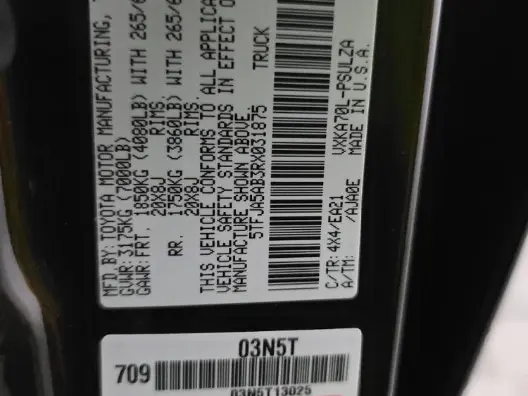 MFD. BY: TOYOTA MOTOR MANUFACTURING,
GVWR: 3175KG (7000LB)
GAWR: FRT. 1850KG (4080LB) WITH 265/6
20X8J RIMS,
RR. 1750KG (3860LB) WITH 265/6
20X8J RIMS,
THIS VEHICLE CONFORMS TO ALL APPLICA
VEHICLE SAFETY STANDARDS IN EFFECT O
MANUFACTURE SHOWN ABOVE.
5TFJA5AB3RX031875 TRUCK
C/TR: 4X4/EA21 VXKA70L-PSULZA
A/TM: /AJA0E MADE IN U.S.A.
03N5T
709
03N5T13025